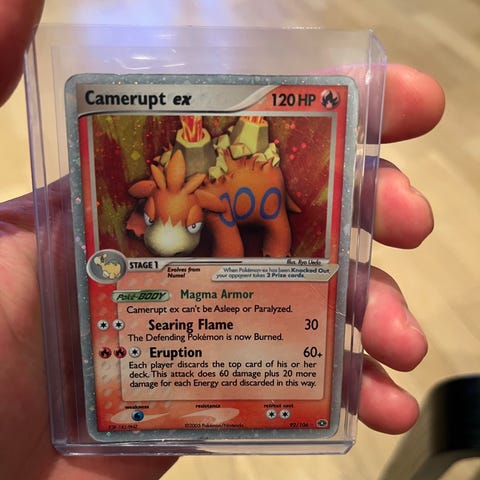 Camerupt ex 120 HP
Illus. Ryo Ueda
STAGE 1 Evolves from Numel
When Pokémon-ex has been Knocked Out, your opponent takes 2 Prize cards.
Poké-BODY Magma Armor
Camerupt ex can't be Asleep or Paralyzed.
Searing Flame 30
The Defending Pokémon is now Burned.
Eruption 60+
Each player discards the top card of his or her
deck. This attack does 60 damage plus 20 more
damage for each Energy card discarded in this way.
weakness resistance retreat cost
©2005 Pokémon/Nintendo. 92/106